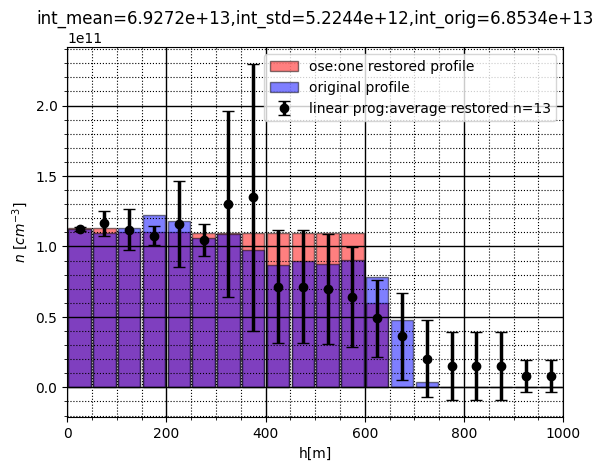 int_mean=6.9272e+13,int_std=5.2244e+12,int_orig=6.8534e+13
1e11
ose:one restored profile
original profile
linear prog:average restored n=13
2.0
1.5
1.0
0.5
0.0
n [cm⁻³]
0 200 400 600 800 1000
h[m]